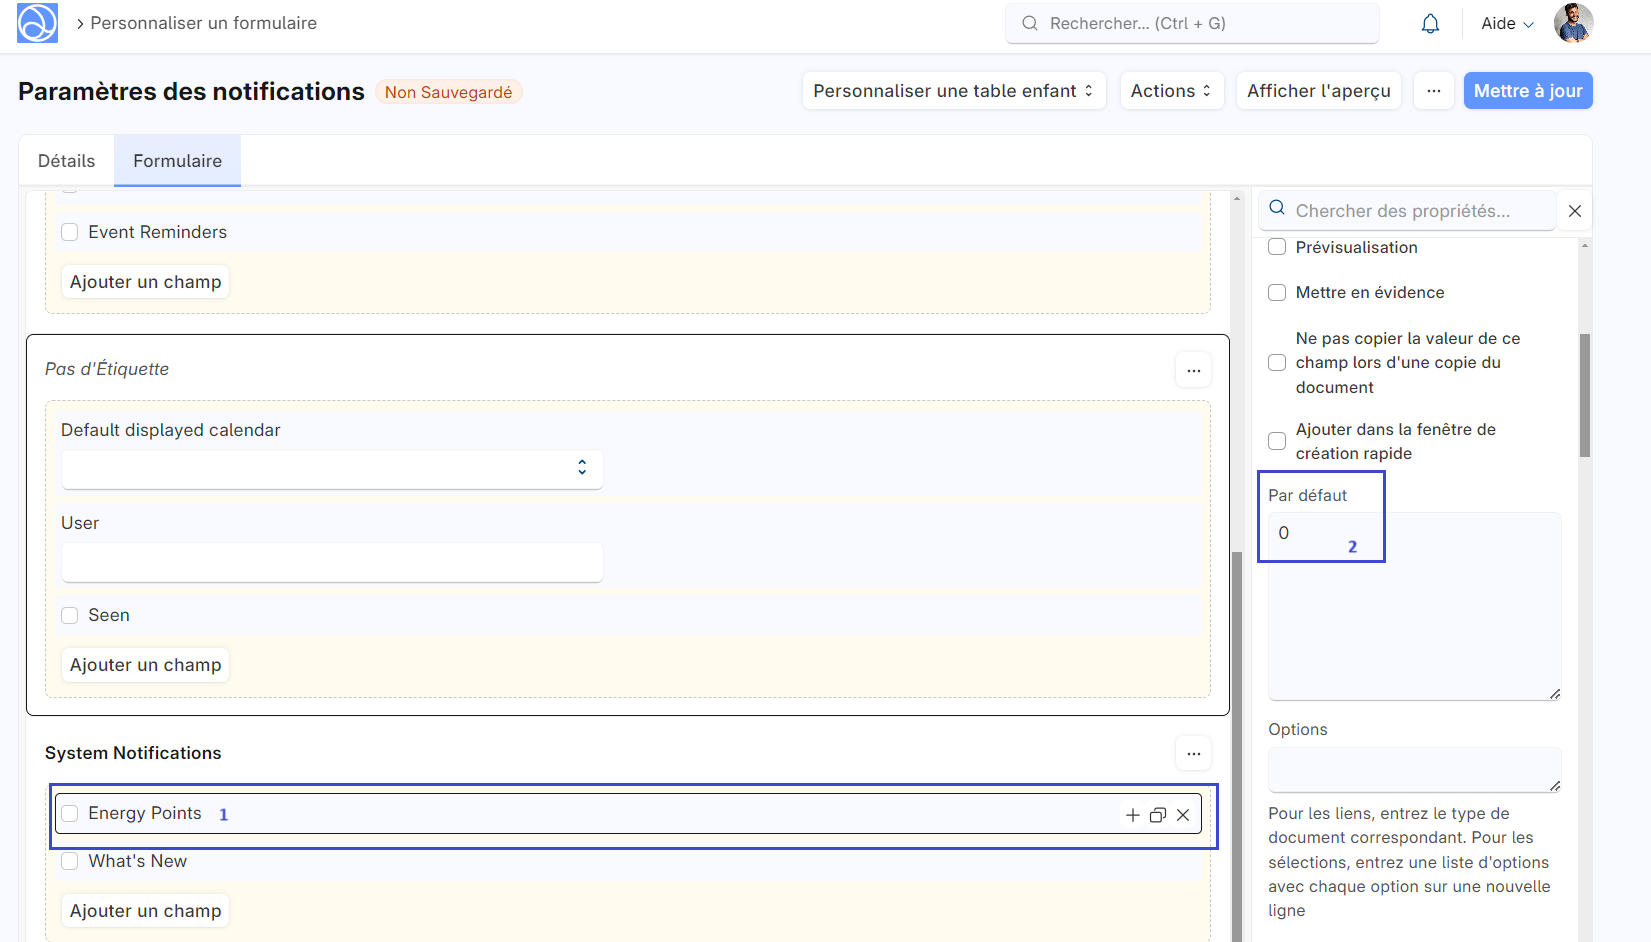 Personnaliser un formulaire
Rechercher... (Ctrl + G)
Aide
Paramètres des notifications
Non Sauvegardé
Personnaliser une table enfant
Actions
Afficher l'aperçu
...
Mettre à jour
Détails
Formulaire
Event Reminders
Ajouter un champ
Pas d'Étiquette
...
Default displayed calendar
User
Seen
Ajouter un champ
System Notifications
...
Energy Points 1
What's New
Ajouter un champ
Chercher des propriétés...
Prévisualisation
Mettre en évidence
Ne pas copier la valeur de ce
champ lors d'une copie du
document
Ajouter dans la fenêtre de
création rapide
Par défaut
0
2
Options
Pour les liens, entrez le type de
document correspondant. Pour les
sélections, entrez une liste d'options
avec chaque option sur une nouvelle
ligne